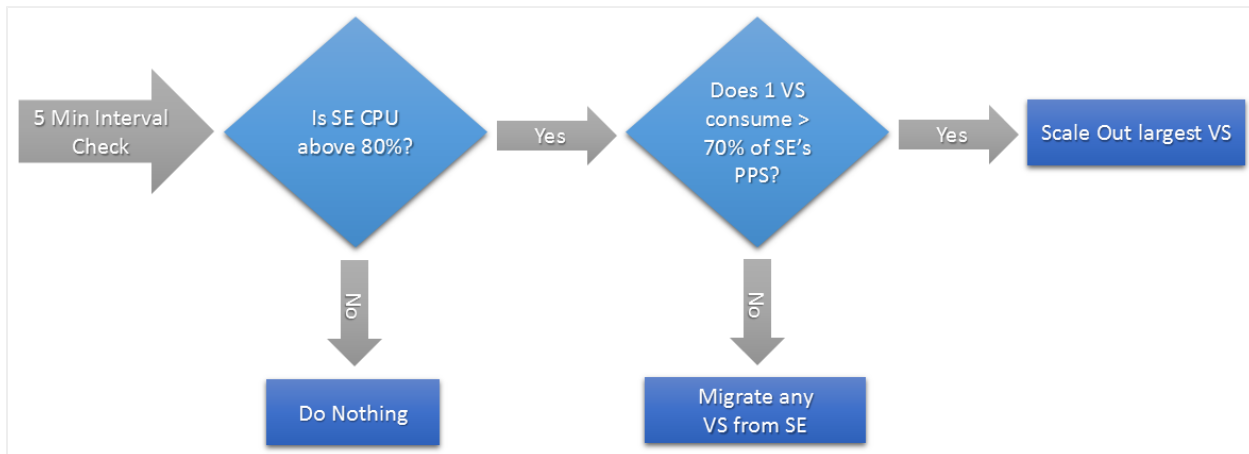 5 Min Interval
Check
Is SE CPU
above 80%?
Yes
Does 1 VS
consume >
70% of SE's
PPS?
Yes
Scale Out largest VS
No
No
Do Nothing
Migrate any
VS from SE